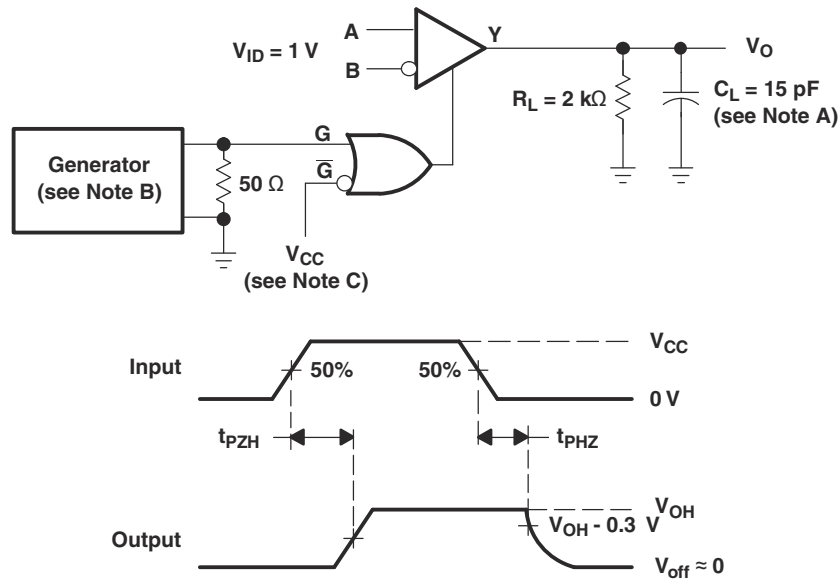 A
Y
V_O
V_ID = 1 V
B
R_L = 2 kΩ
C_L = 15 pF
(see Note A)
Generator
(see Note B)
50 Ω
G
G̅
V_CC
(see Note C)
Input
50%
50%
V_CC
0 V
t_PZH
t_PHZ
Output
V_OH
V_OH - 0.3 V
V_off ≈ 0